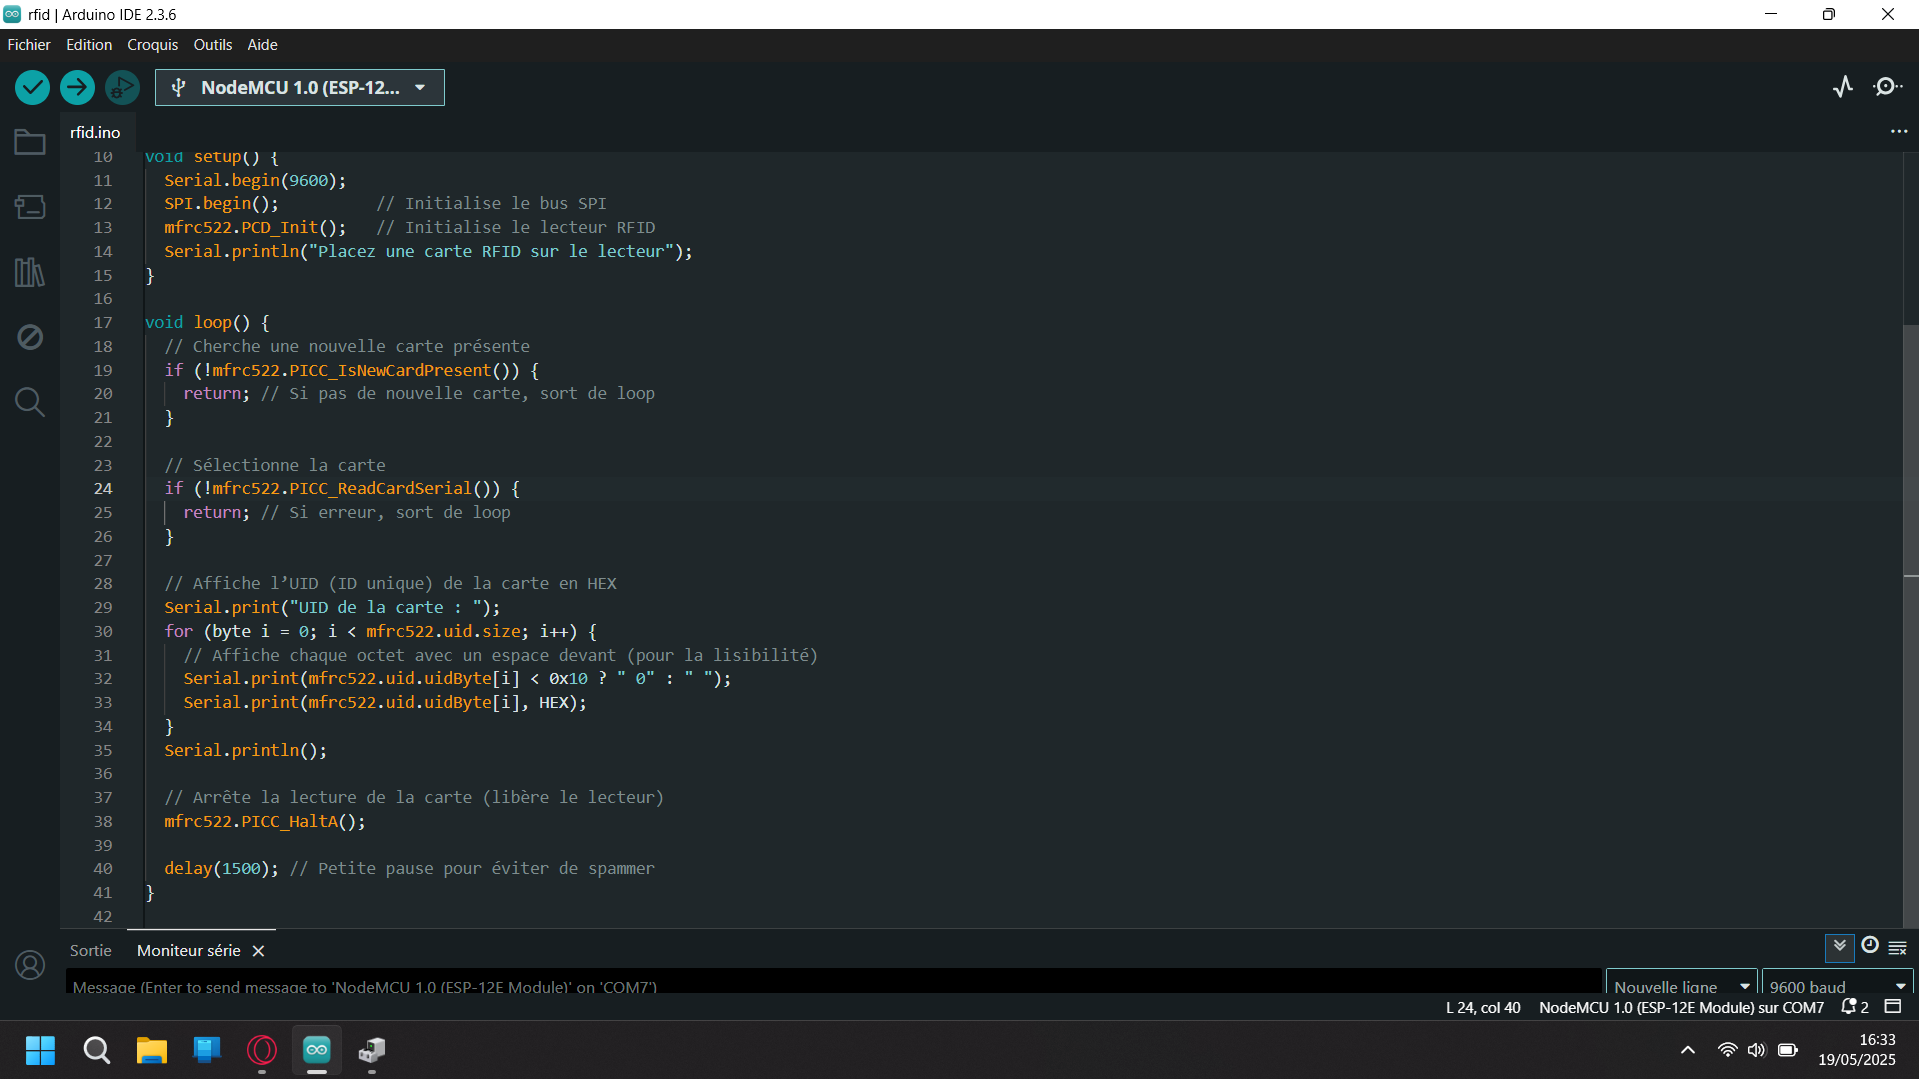 rfid | Arduino IDE 2.3.6
Fichier Edition Croquis Outils Aide
NodeMCU 1.0 (ESP-12...
rfid.ino
10 void setup() {
11 Serial.begin(9600);
12 SPI.begin(); // Initialise le bus SPI
13 mfrc522.PCD_Init(); // Initialise le lecteur RFID
14 Serial.println("Placez une carte RFID sur le lecteur");
15 }
16
17 void loop() {
18 // Cherche une nouvelle carte présente
19 if (!mfrc522.PICC_IsNewCardPresent()) {
20 return; // Si pas de nouvelle carte, sort de loop
21 }
22
23 // Sélectionne la carte
24 if (!mfrc522.PICC_ReadCardSerial()) {
25 return; // Si erreur, sort de loop
26 }
27
28 // Affiche l’UID (ID unique) de la carte en HEX
29 Serial.print("UID de la carte : ");
30 for (byte i = 0; i < mfrc522.uid.size; i++) {
31 // Affiche chaque octet avec un espace devant (pour la lisibilité)
32 Serial.print(mfrc522.uid.uidByte[i] < 0x10 ? " 0" : " ");
33 Serial.print(mfrc522.uid.uidByte[i], HEX);
34 }
35 Serial.println();
36
37 // Arrête la lecture de la carte (libère le lecteur)
38 mfrc522.PICC_HaltA();
39
40 delay(1500); // Petite pause pour éviter de spammer
41 }
42
Sortie Moniteur série
Message (Enter to send message to 'NodeMCU 1.0 (ESP-12E Module)' on 'COM7') Nouvelle ligne 9600 baud
L 24, col 40 NodeMCU 1.0 (ESP-12E Module) sur COM7 2
16:33
19/05/2025